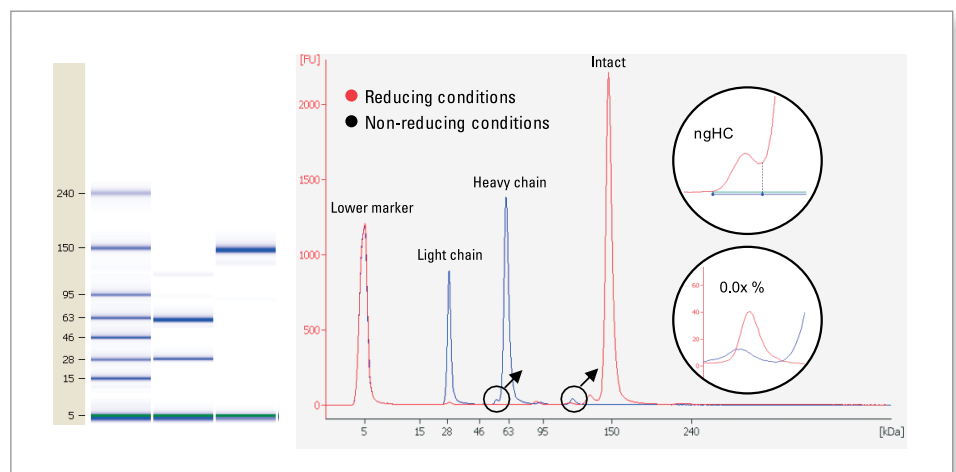 240
150
95
63
46
28
15
5
[FU]
2000
1500
1000
500
0
Reducing conditions
Non-reducing conditions
Lower marker
Light chain
Heavy chain
Intact
ngHC
0.0x %
60
40
20
0
5 15 28 46 63 95 150 240 [kDa]